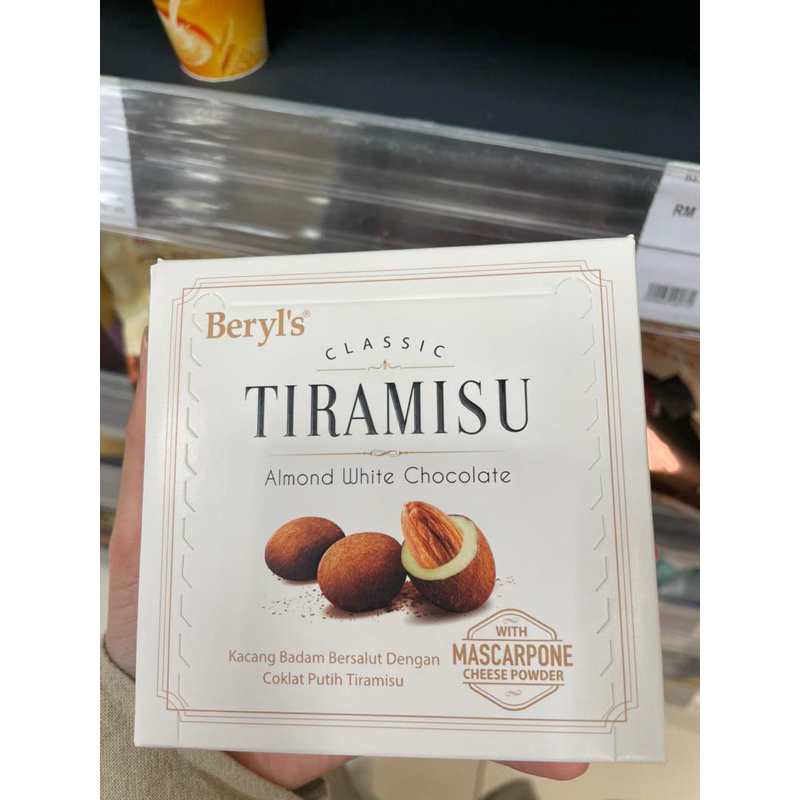 Beryl's®
CLASSIC
TIRAMISU
Almond White Chocolate
Kacang Badam Bersalut Dengan
Coklat Putih Tiramisu
WITH
MASCARPONE
CHEESE POWDER
RM